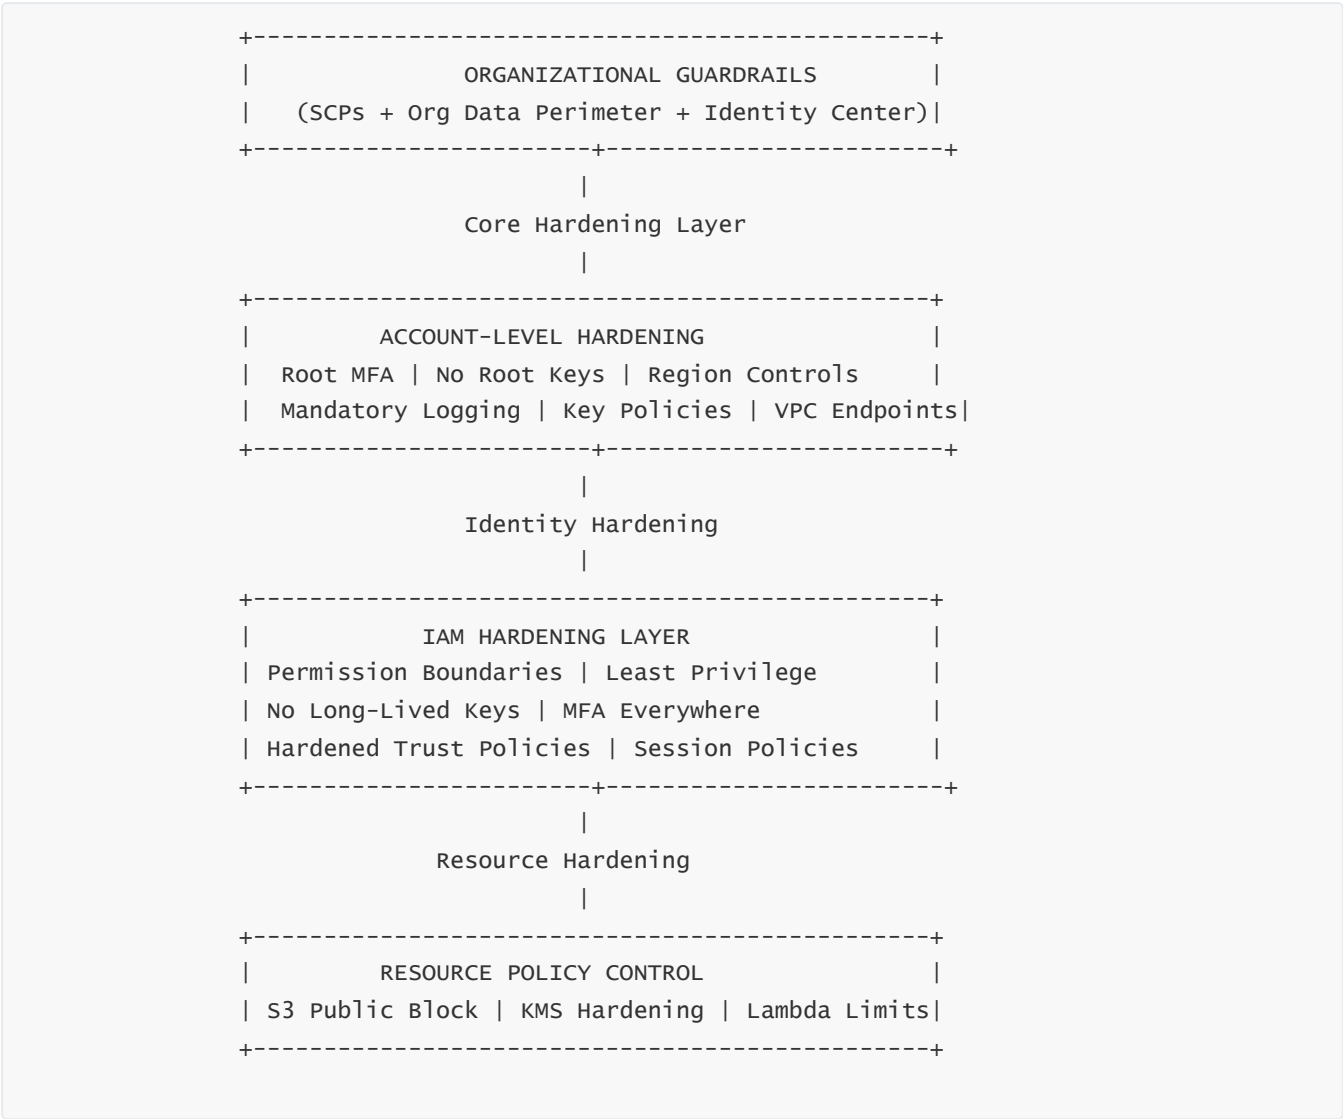 +------------------------------------------------+
|               ORGANIZATIONAL GUARDRAILS        |
|   (SCPs + Org Data Perimeter + Identity Center)|
+------------------------+------------------------+
                        |
                Core Hardening Layer
                        |
+------------------------------------------------+
|         ACCOUNT-LEVEL HARDENING                |
|  Root MFA | No Root Keys | Region Controls     |
|  Mandatory Logging | Key Policies | VPC Endpoints|
+------------------------+------------------------+
                        |
                Identity Hardening
                        |
+------------------------------------------------+
|            IAM HARDENING LAYER                 |
| Permission Boundaries | Least Privilege        |
| No Long-Lived Keys | MFA Everywhere            |
| Hardened Trust Policies | Session Policies     |
+------------------------+------------------------+
                        |
              Resource Hardening
                        |
+------------------------------------------------+
|         RESOURCE POLICY CONTROL                |
| S3 Public Block | KMS Hardening | Lambda Limits|
+------------------------------------------------+